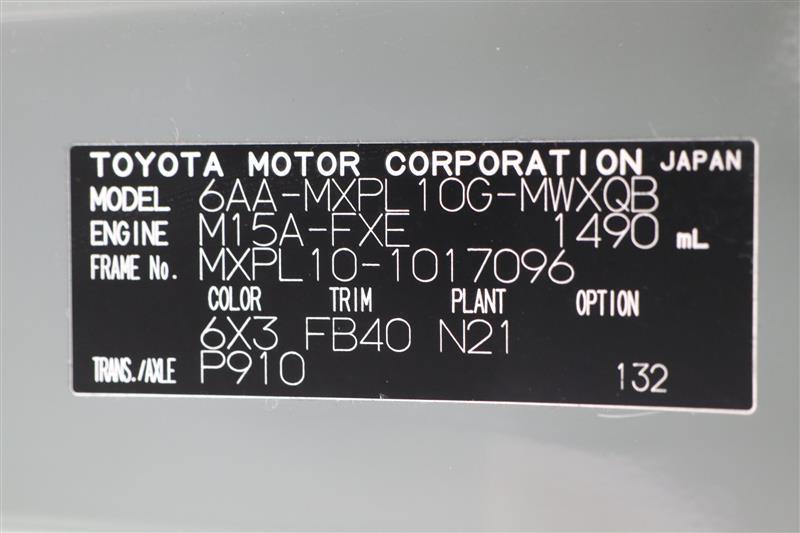 TOYOTA MOTOR CORPORATION JAPAN
MODEL 6AA-MXPL10G-MWXQB
ENGINE M15A-FXE 1490 mL
FRAME No. MXPL10-1017096
COLOR TRIM PLANT OPTION
6X3 FB40 N21
TRANS./AXLE P910 132